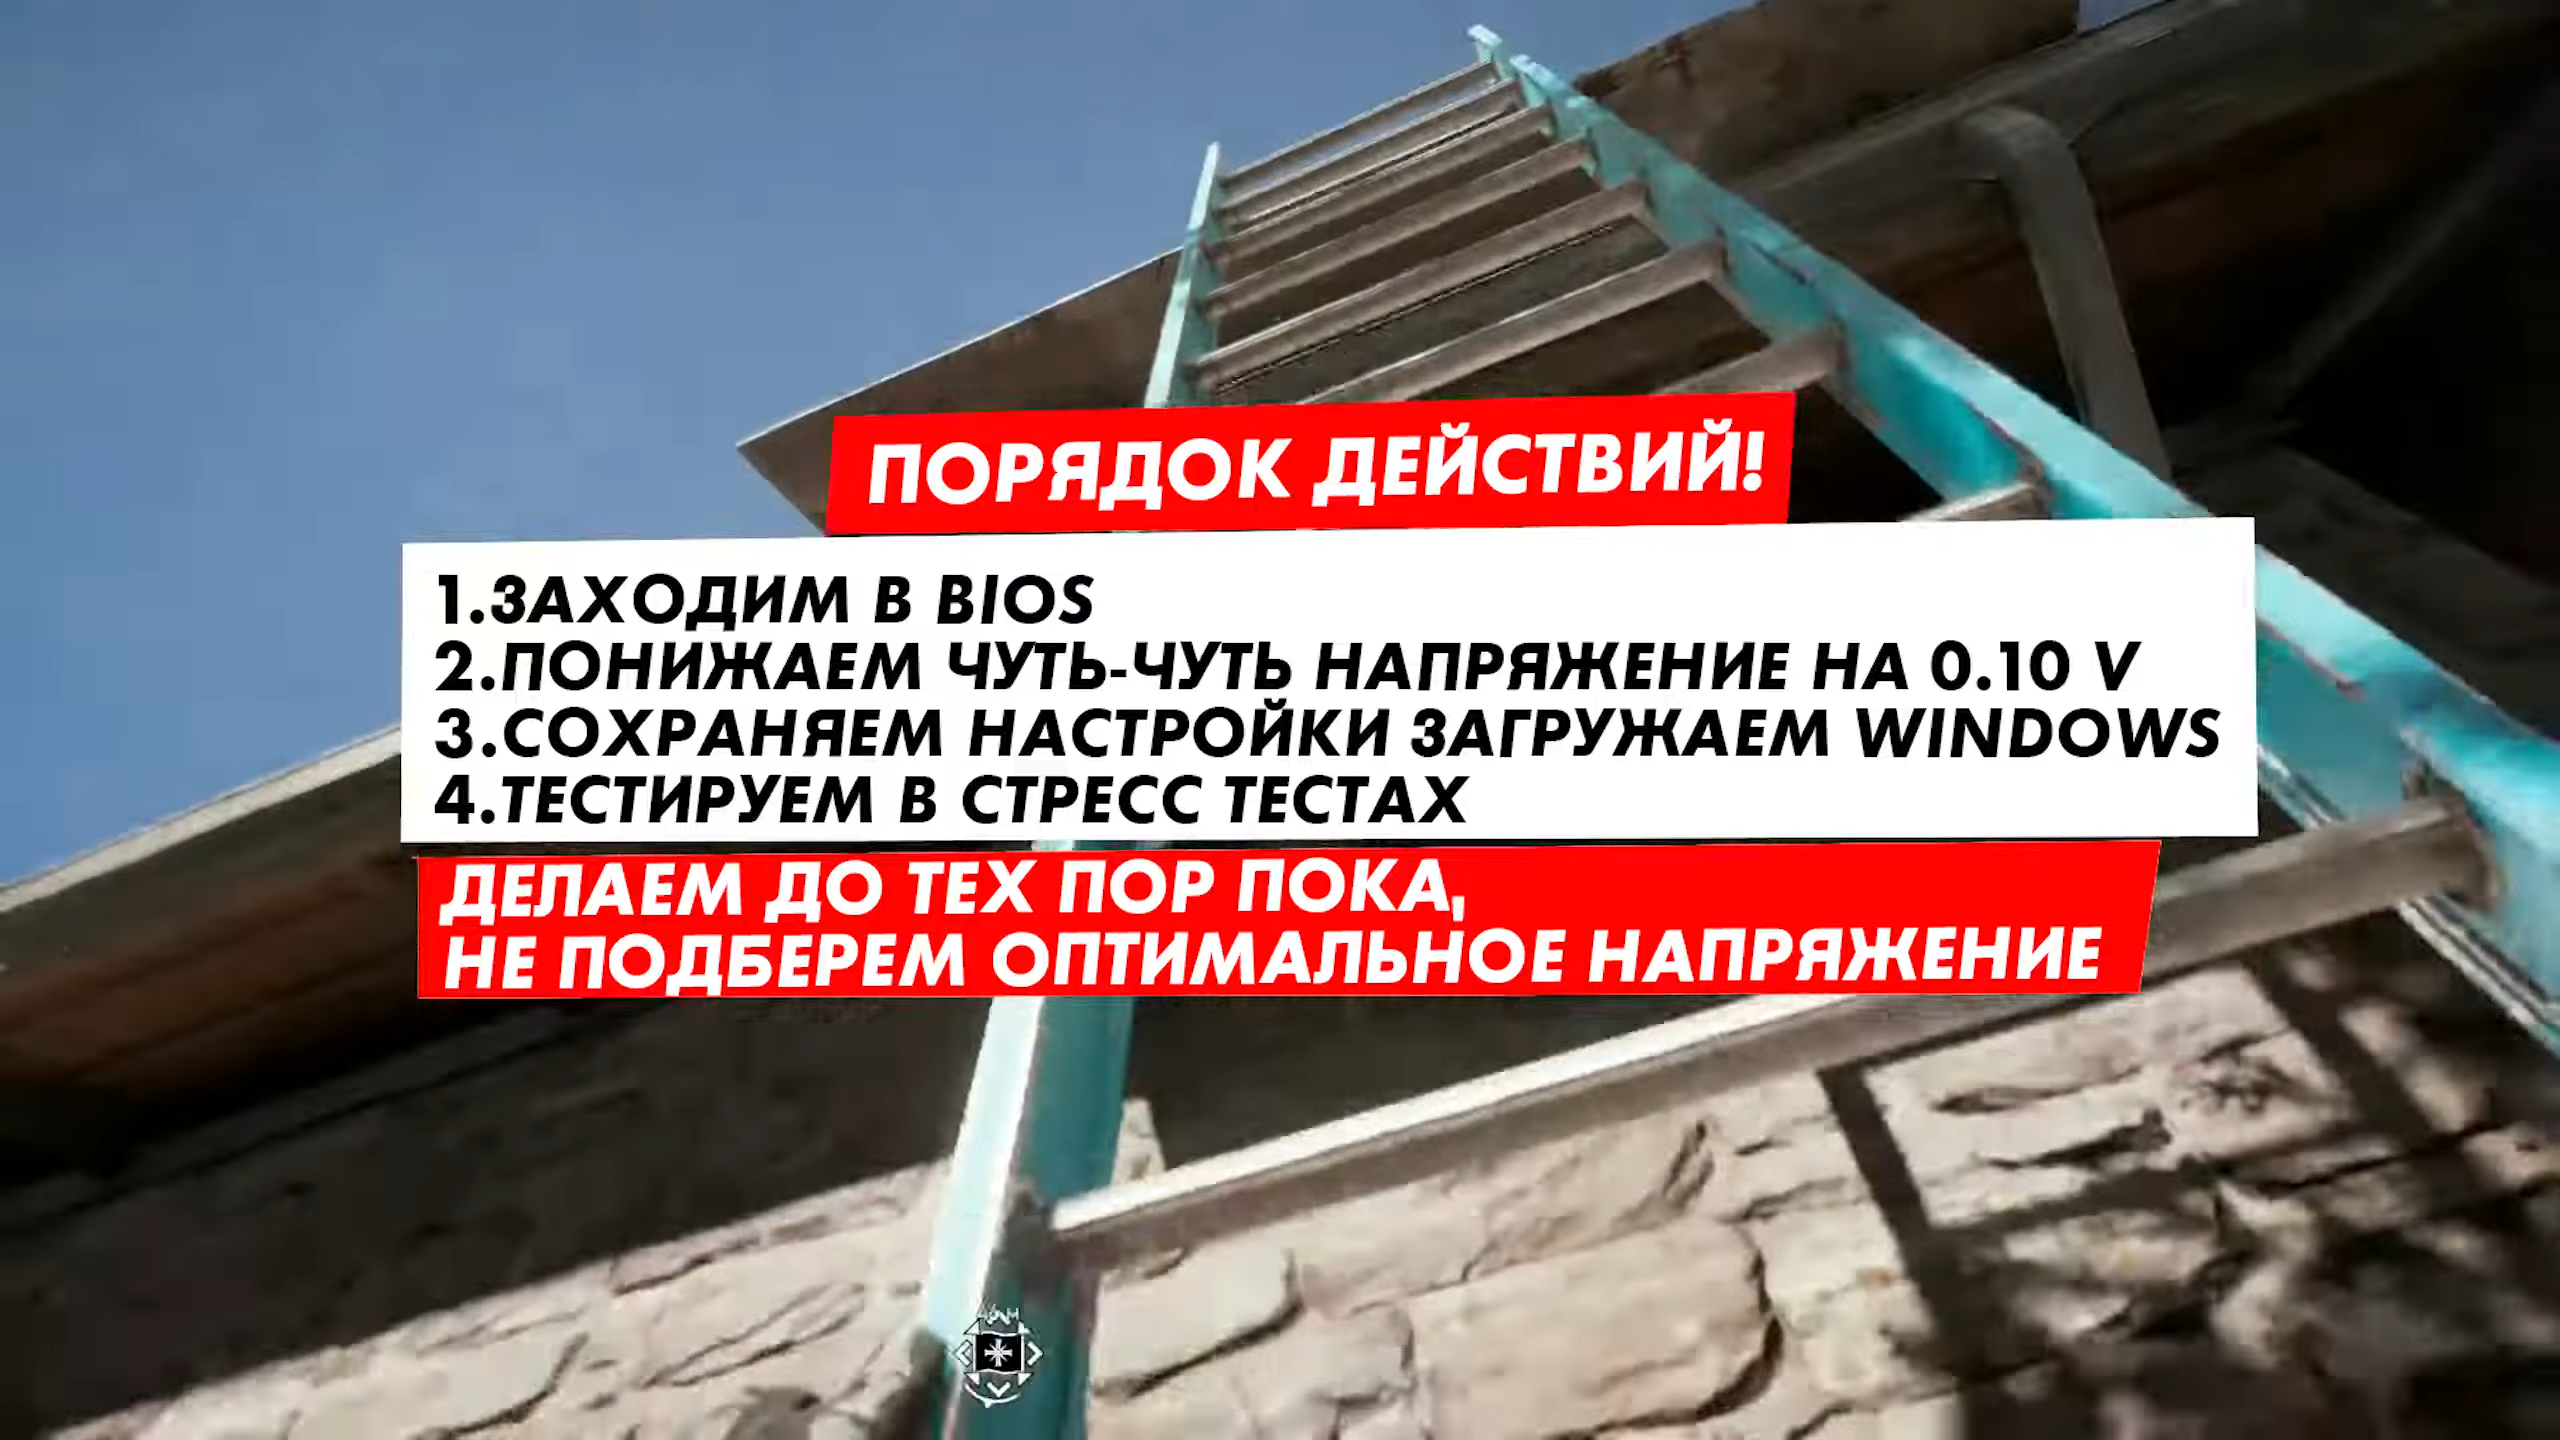 ПОРЯДОК ДЕЙСТВИЙ!
1.ЗАХОДИМ В BIOS
2.ПОНИЖАЕМ ЧУТЬ-ЧУТЬ НАПРЯЖЕНИЕ НА 0.10 V
3.СОХРАНЯЕМ НАСТРОЙКИ ЗАГРУЖАЕМ WINDOWS
4.ТЕСТИРУЕМ В СТРЕСС ТЕСТАХ
ДЕЛАЕМ ДО ТЕХ ПОР ПОКА,
НЕ ПОДБЕРЕМ ОПТИМАЛЬНОЕ НАПРЯЖЕНИЕ